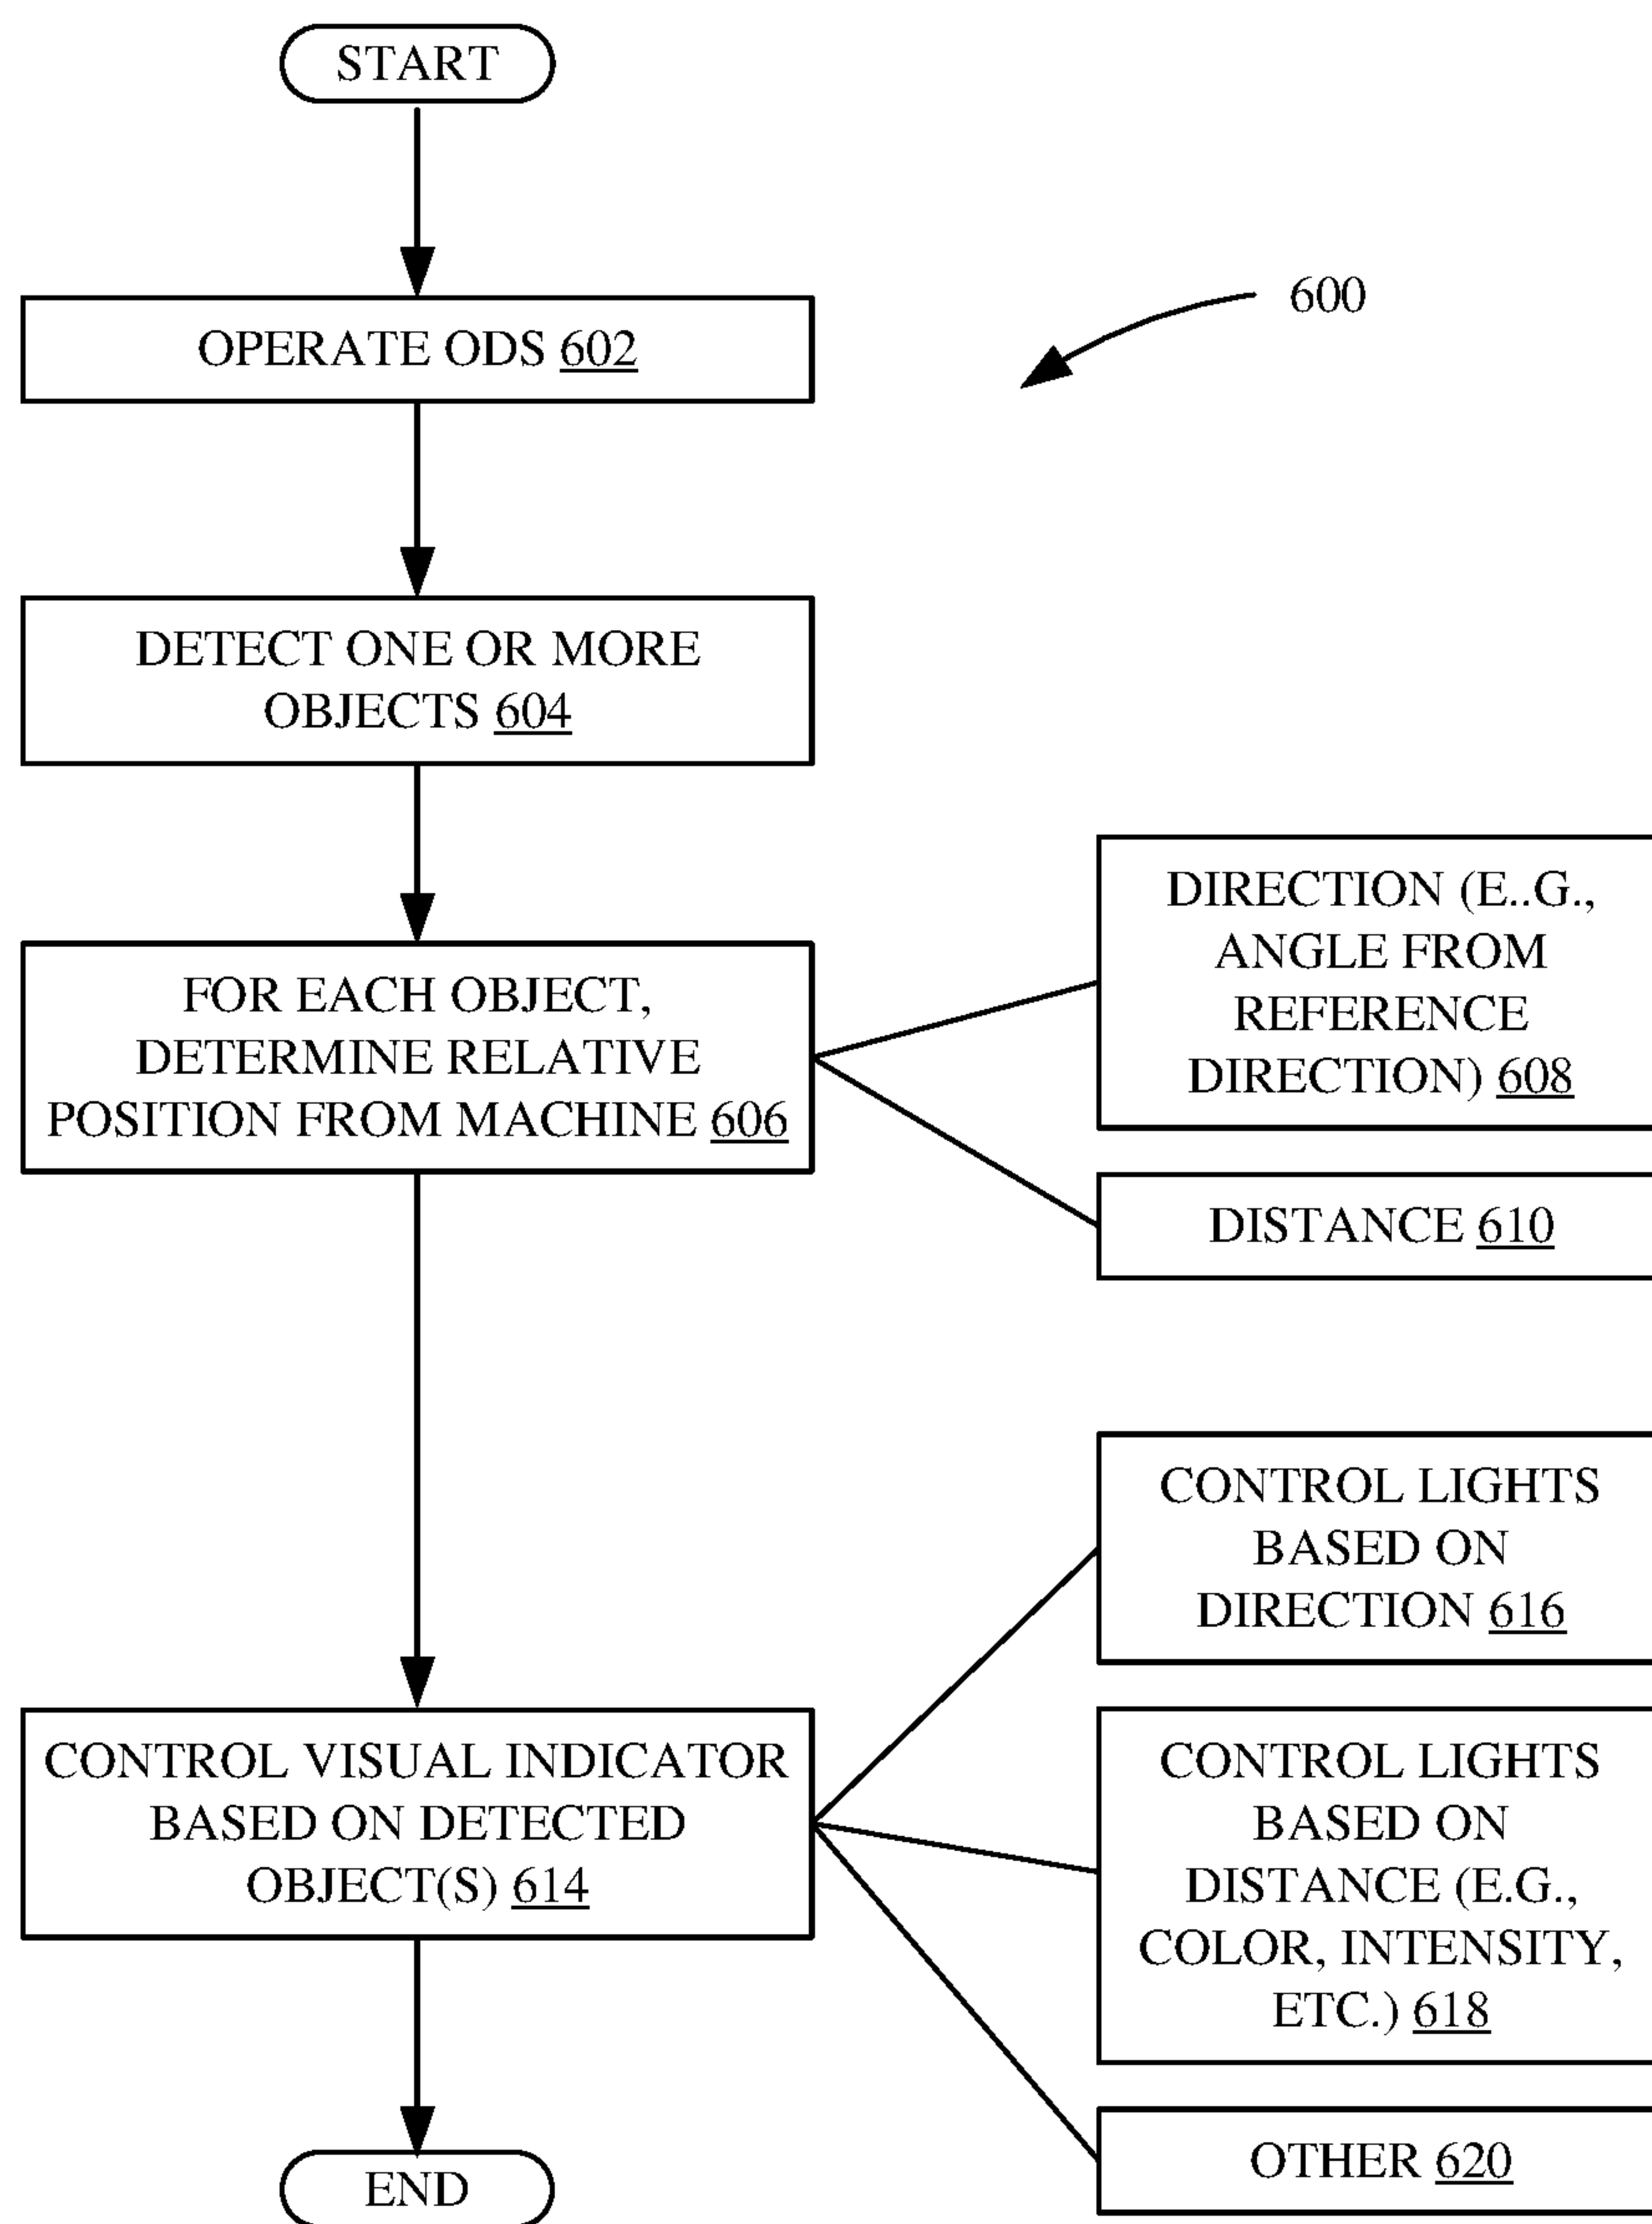 START
600
OPERATE ODS 602
DETECT ONE OR MORE
OBJECTS 604
FOR EACH OBJECT,
DETERMINE RELATIVE
POSITION FROM MACHINE 606
DIRECTION (E..G.,
ANGLE FROM
REFERENCE
DIRECTION) 608
DISTANCE 610
CONTROL VISUAL INDICATOR
BASED ON DETECTED
OBJECT(S) 614
CONTROL LIGHTS
BASED ON
DIRECTION 616
CONTROL LIGHTS
BASED ON
DISTANCE (E.G.,
COLOR, INTENSITY,
ETC.) 618
OTHER 620
END